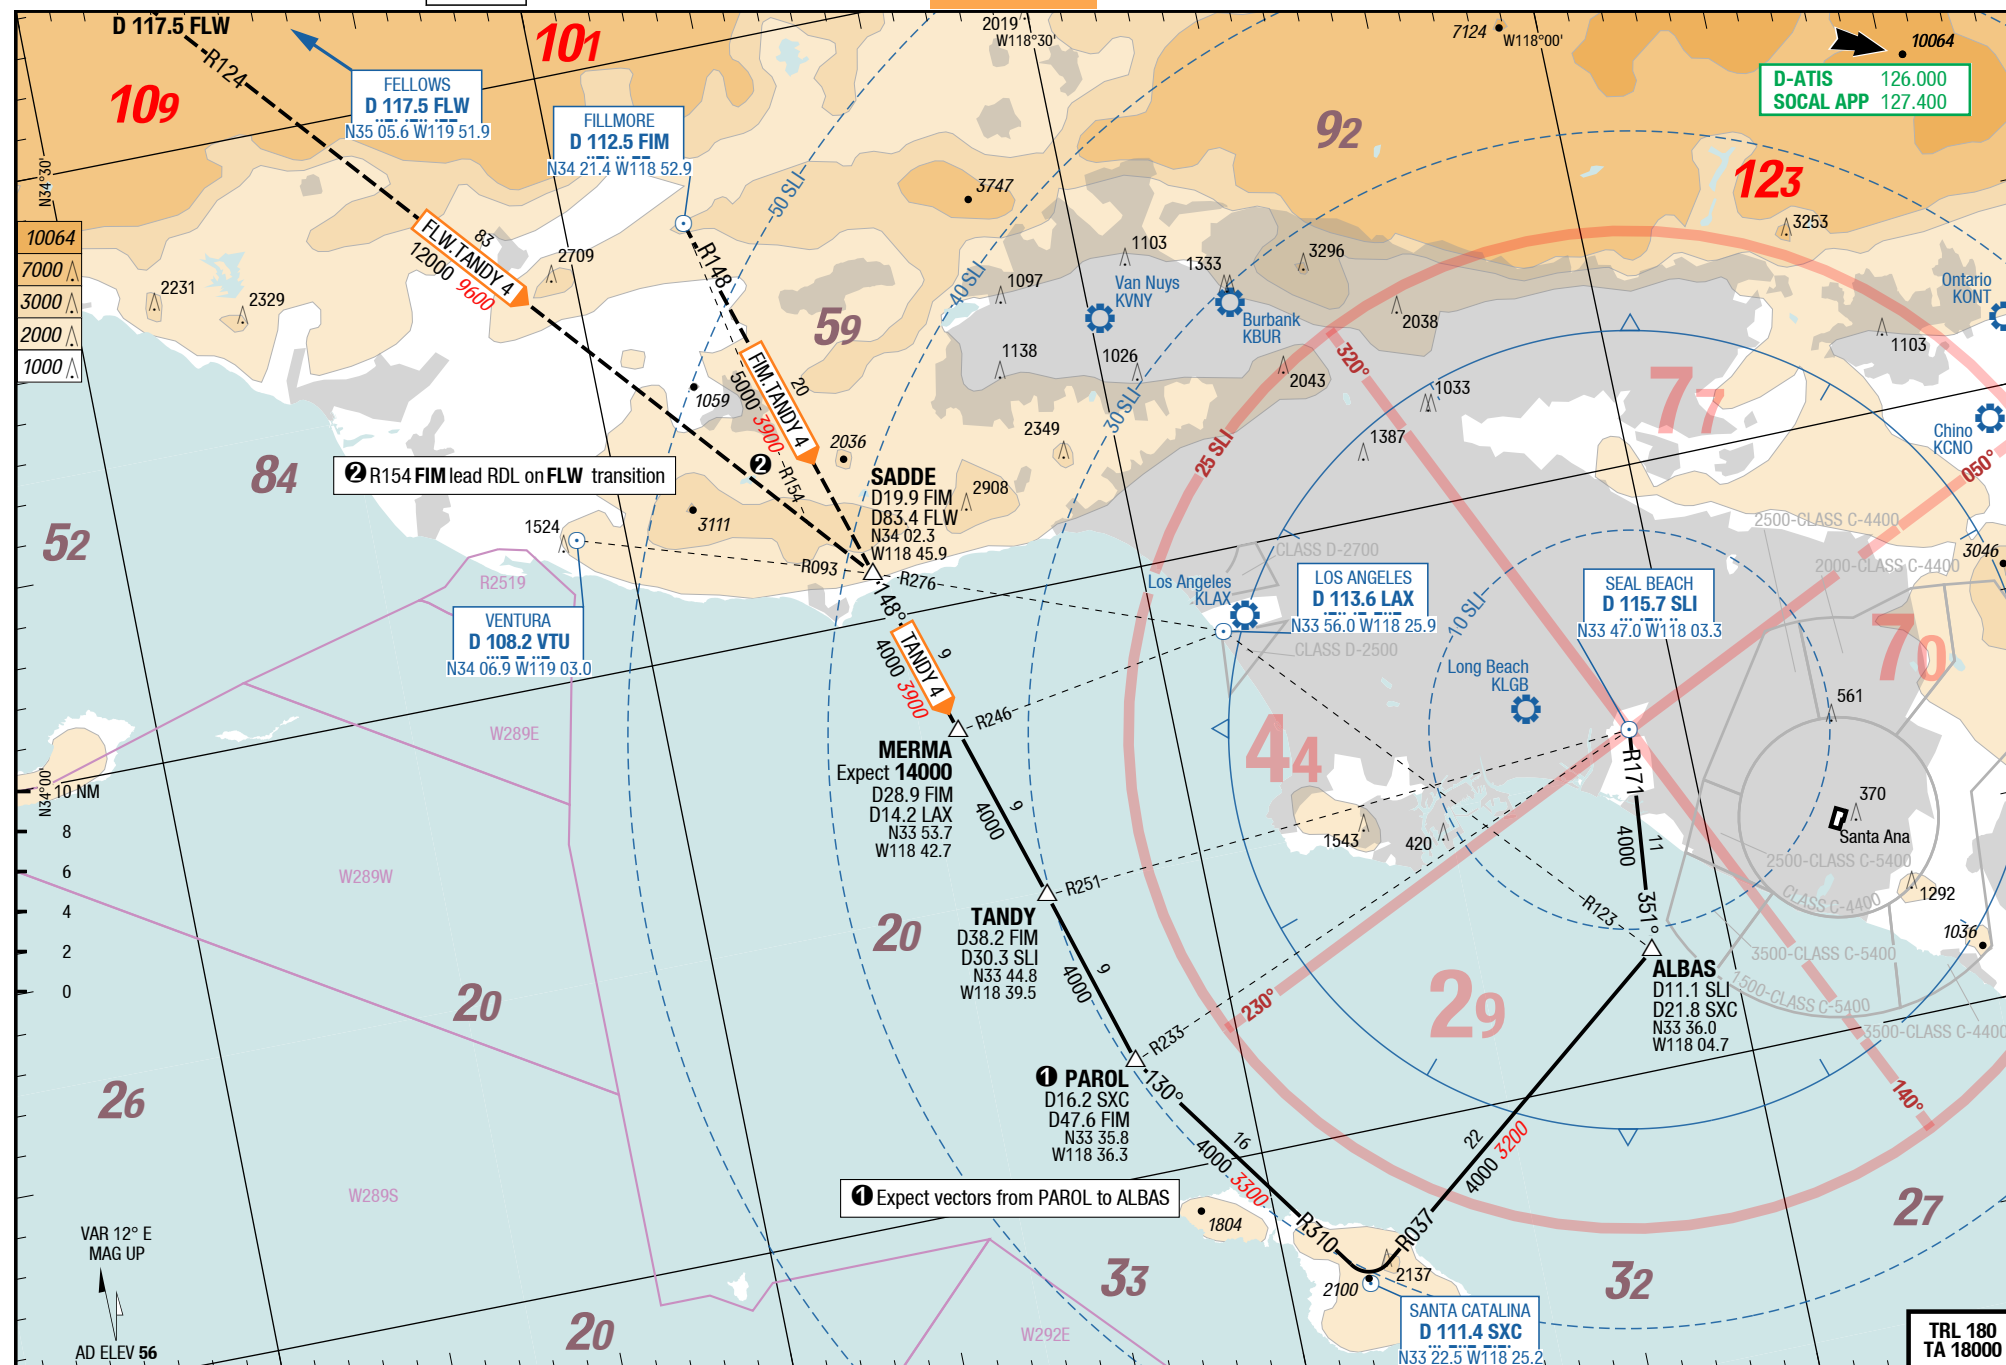 D 117.5 FLW
R124
109
101
FELLOWS
D 117.5 FLW
N35 05.6 W119 51.9
FILLMORE
D 112.5 FIM
N34 21.4 W118 52.9
2019
W118°30'
7124
W118°00'
10064
D-ATIS 126.000
SOCAL APP 127.400
92
123
N34°30'
10064
7000
3000
2000
1000
2231
2329
83
FLW.TANDY 4
12000 9600
2709
R148
50 SLI
40 SLI
30 SLI
3747
59
1097
1103
Van Nuys
KVNY
1333
Burbank
KBUR
3296
2038
3253
Ontario
KONT
1103
1138
1026
2043
320°
1033
77
1387
Chino
KCNO
050°
20
FIM.TANDY 4
5000 3900
1059
2036
2349
25 SLI
84
❷ R154 FIM lead RDL on FLW transition
❷
R154
3111
2908
SADDE
D19.9 FIM
D83.4 FLW
N34 02.3
W118 45.9
52
1524
R093
R276
R2519
VENTURA
D 108.2 VTU
N34 06.9 W119 03.0
148°
9
TANDY 4
4000 3900
Los Angeles
KLAX
CLASS D-2700
CLASS D-2500
LOS ANGELES
D 113.6 LAX
N33 56.0 W118 25.9
10 SLI
SEAL BEACH
D 115.7 SLI
N33 47.0 W118 03.3
2500-CLASS C-4400
2000-CLASS C-4400
3046
70
Long Beach
KLGB
561
W289E
R246
MERMA
Expect 14000
D28.9 FIM
D14.2 LAX
N33 53.7
W118 42.7
44
N34°00'
10 NM
8
6
4
2
0
9
4000
R171
11
4000
351°
370
Santa Ana
1543
420
2500-CLASS C-5400
CLASS C-4400
1292
1036
W289W
R251
R123
TANDY
D38.2 FIM
D30.3 SLI
N33 44.8
W118 39.5
20
20
9
4000
230°
29
ALBAS
D11.1 SLI
D21.8 SXC
N33 36.0
W118 04.7
3500-CLASS C-5400
1500-CLASS C-5400
3500-CLASS C-4400
R233
❶ PAROL
D16.2 SXC
D47.6 FIM
N33 35.8
W118 36.3
130°
16
4000 3300
140°
26
22
4000 3200
W289S
❶ Expect vectors from PAROL to ALBAS
1804
R310
R037
27
VAR 12° E
MAG UP
33
2137
2100
32
20
W292E
SANTA CATALINA
D 111.4 SXC
N33 22.5 W118 25.2
AD ELEV 56
TRL 180
TA 18000